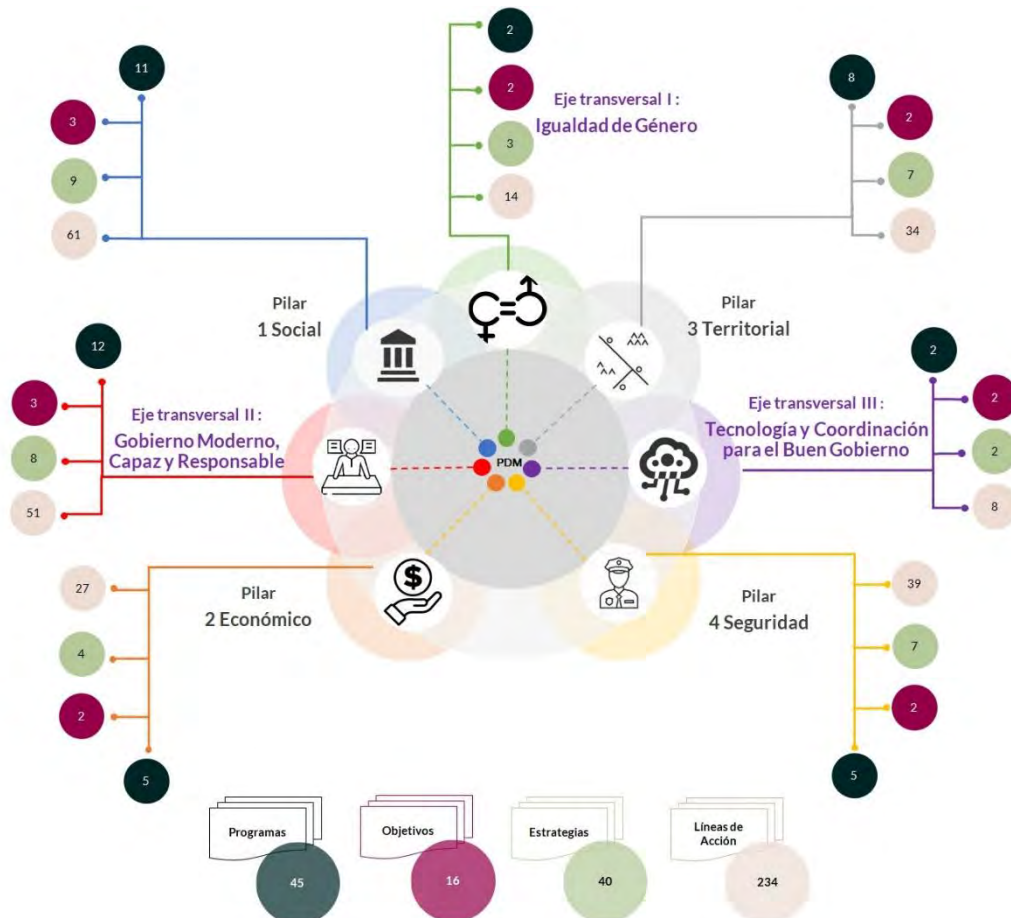 2
2
3
14
Eje transversal I :
Igualdad de Género
11
3
9
61
Pilar
1 Social
8
2
7
34
Pilar
3 Territorial
12
3
8
51
Eje transversal II :
Gobierno Moderno,
Capaz y Responsable
2
2
2
8
Eje transversal III :
Tecnología y Coordinación
para el Buen Gobierno
PDM
$
27
4
2
5
Pilar
2 Económico
39
7
2
5
Pilar
4 Seguridad
Programas
45
Objetivos
16
Estrategias
40
Líneas de
Acción
234